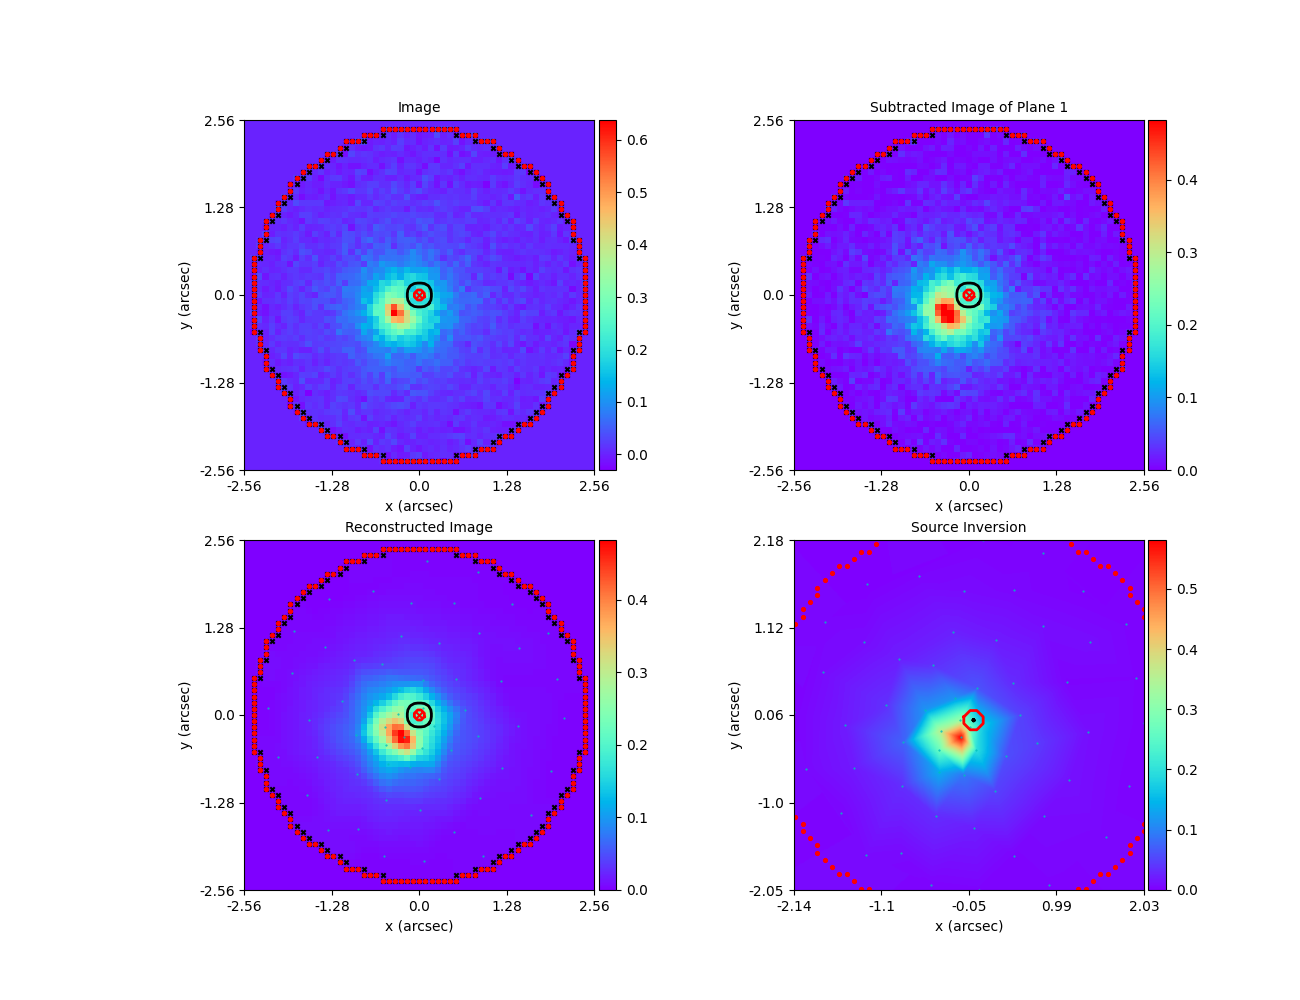 Image
2.56
1.28
0.0
-1.28
-2.56
y (arcsec)
-2.56 -1.28 0.0 1.28 2.56
x (arcsec)
0.6
0.5
0.4
0.3
0.2
0.1
0.0
Subtracted Image of Plane 1
2.56
1.28
0.0
-1.28
-2.56
y (arcsec)
-2.56 -1.28 0.0 1.28 2.56
x (arcsec)
0.4
0.3
0.2
0.1
0.0
Reconstructed Image
2.56
1.28
0.0
-1.28
-2.56
y (arcsec)
-2.56 -1.28 0.0 1.28 2.56
x (arcsec)
0.4
0.3
0.2
0.1
0.0
Source Inversion
2.18
1.12
0.06
-1.0
-2.05
y (arcsec)
-2.14 -1.1 -0.05 0.99 2.03
x (arcsec)
0.5
0.4
0.3
0.2
0.1
0.0